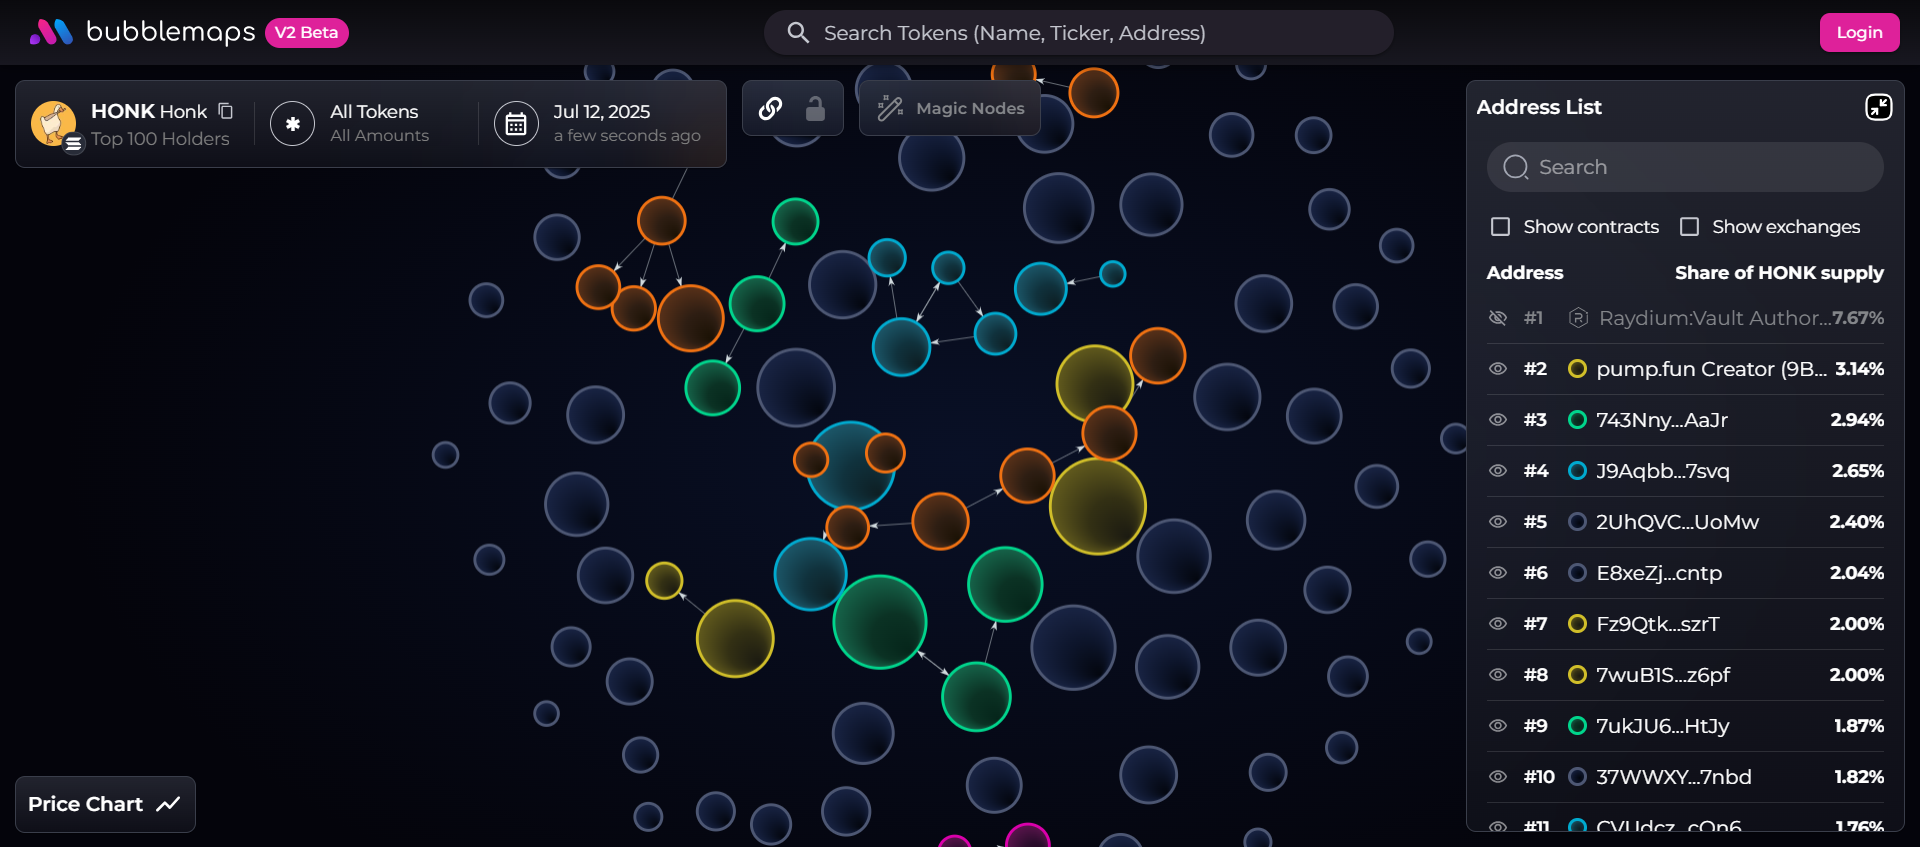 bubblemaps V2 Beta
Search Tokens (Name, Ticker, Address)
Login
HONK Honk
Top 100 Holders
All Tokens
All Amounts
Jul 12, 2025
a few seconds ago
Magic Nodes
Address List
Search
Show contracts
Show exchanges
Address Share of HONK supply
#1 Raydium:Vault Author... 7.67%
#2 pump.fun Creator (9B... 3.14%
#3 743Nny...AaJr 2.94%
#4 J9Aqbb...7svq 2.65%
#5 2UhQVC...UoMw 2.40%
#6 E8xeZj...cntp 2.04%
#7 Fz9Qtk...szrT 2.00%
#8 7wuB1S...z6pf 2.00%
#9 7ukJU6...HtJy 1.87%
#10 37WWXY...7nbd 1.82%
#11 1.76%
Price Chart